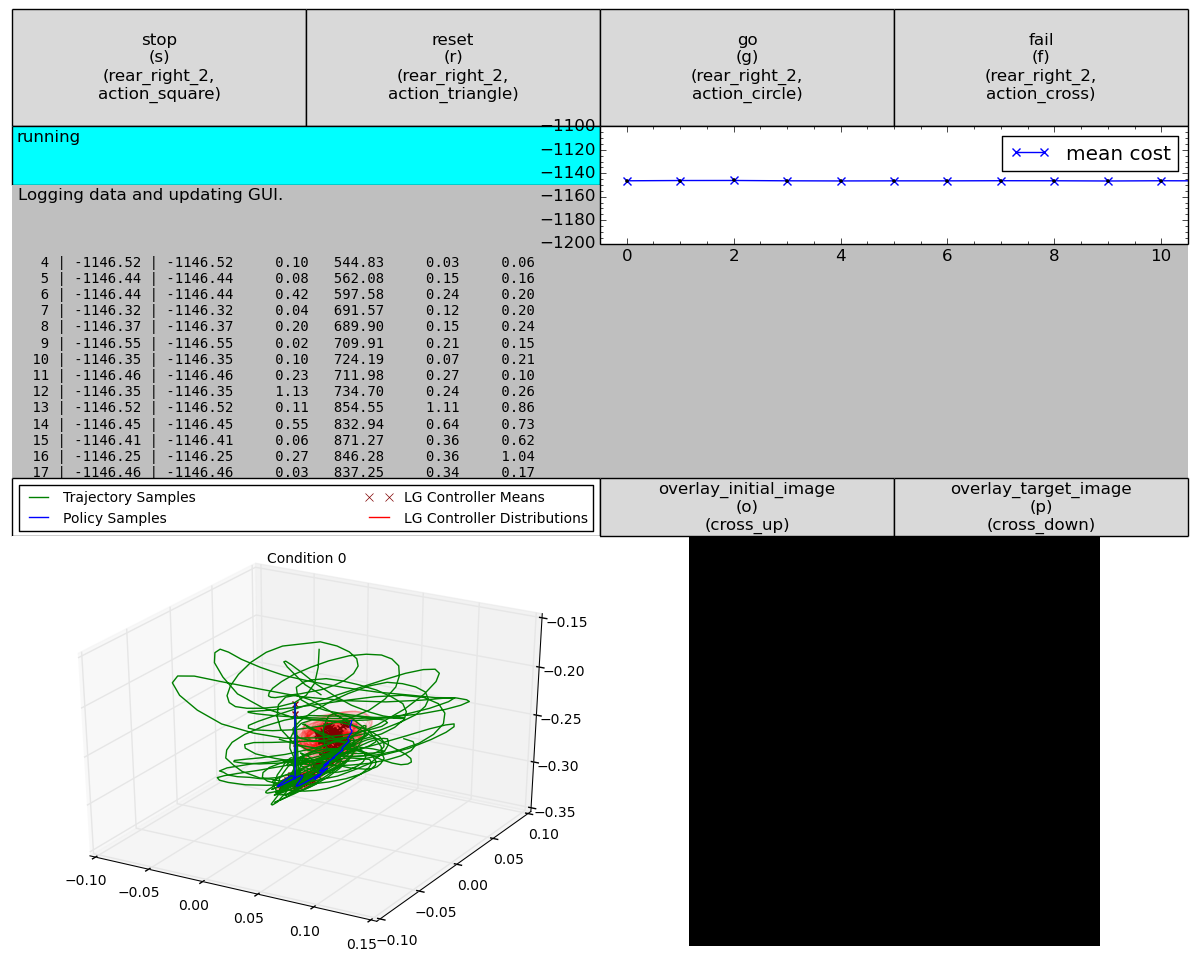 stop
(s)
(rear_right_2,
action_square)
reset
(r)
(rear_right_2,
action_triangle)
go
(g)
(rear_right_2,
action_circle)
fail
(f)
(rear_right_2,
action_cross)
running
Logging data and updating GUI.
4 | -1146.52 | -1146.52 0.10 544.83 0.03 0.06
5 | -1146.44 | -1146.44 0.08 562.08 0.15 0.16
6 | -1146.44 | -1146.44 0.42 597.58 0.24 0.20
7 | -1146.32 | -1146.32 0.04 691.57 0.12 0.20
8 | -1146.37 | -1146.37 0.20 689.90 0.15 0.24
9 | -1146.55 | -1146.55 0.02 709.91 0.21 0.15
10 | -1146.35 | -1146.35 0.10 724.19 0.07 0.21
11 | -1146.46 | -1146.46 0.23 711.98 0.27 0.10
12 | -1146.35 | -1146.35 1.13 734.70 0.24 0.26
13 | -1146.52 | -1146.52 0.11 854.55 1.11 0.86
14 | -1146.45 | -1146.45 0.55 832.94 0.64 0.73
15 | -1146.41 | -1146.41 0.06 871.27 0.36 0.62
16 | -1146.25 | -1146.25 0.27 846.28 0.36 1.04
17 | -1146.46 | -1146.46 0.03 837.25 0.34 0.17
−1100
−1120
−1140
−1160
−1180
−1200
mean cost
0 2 4 6 8 10
Trajectory Samples
Policy Samples
LG Controller Means
LG Controller Distributions
overlay_initial_image
(o)
(cross_up)
overlay_target_image
(p)
(cross_down)
Condition 0
−0.15
−0.20
−0.25
−0.30
−0.35
0.10
0.05
0.00
−0.05
−0.10
−0.10
−0.05
0.00
0.05
0.10
0.15